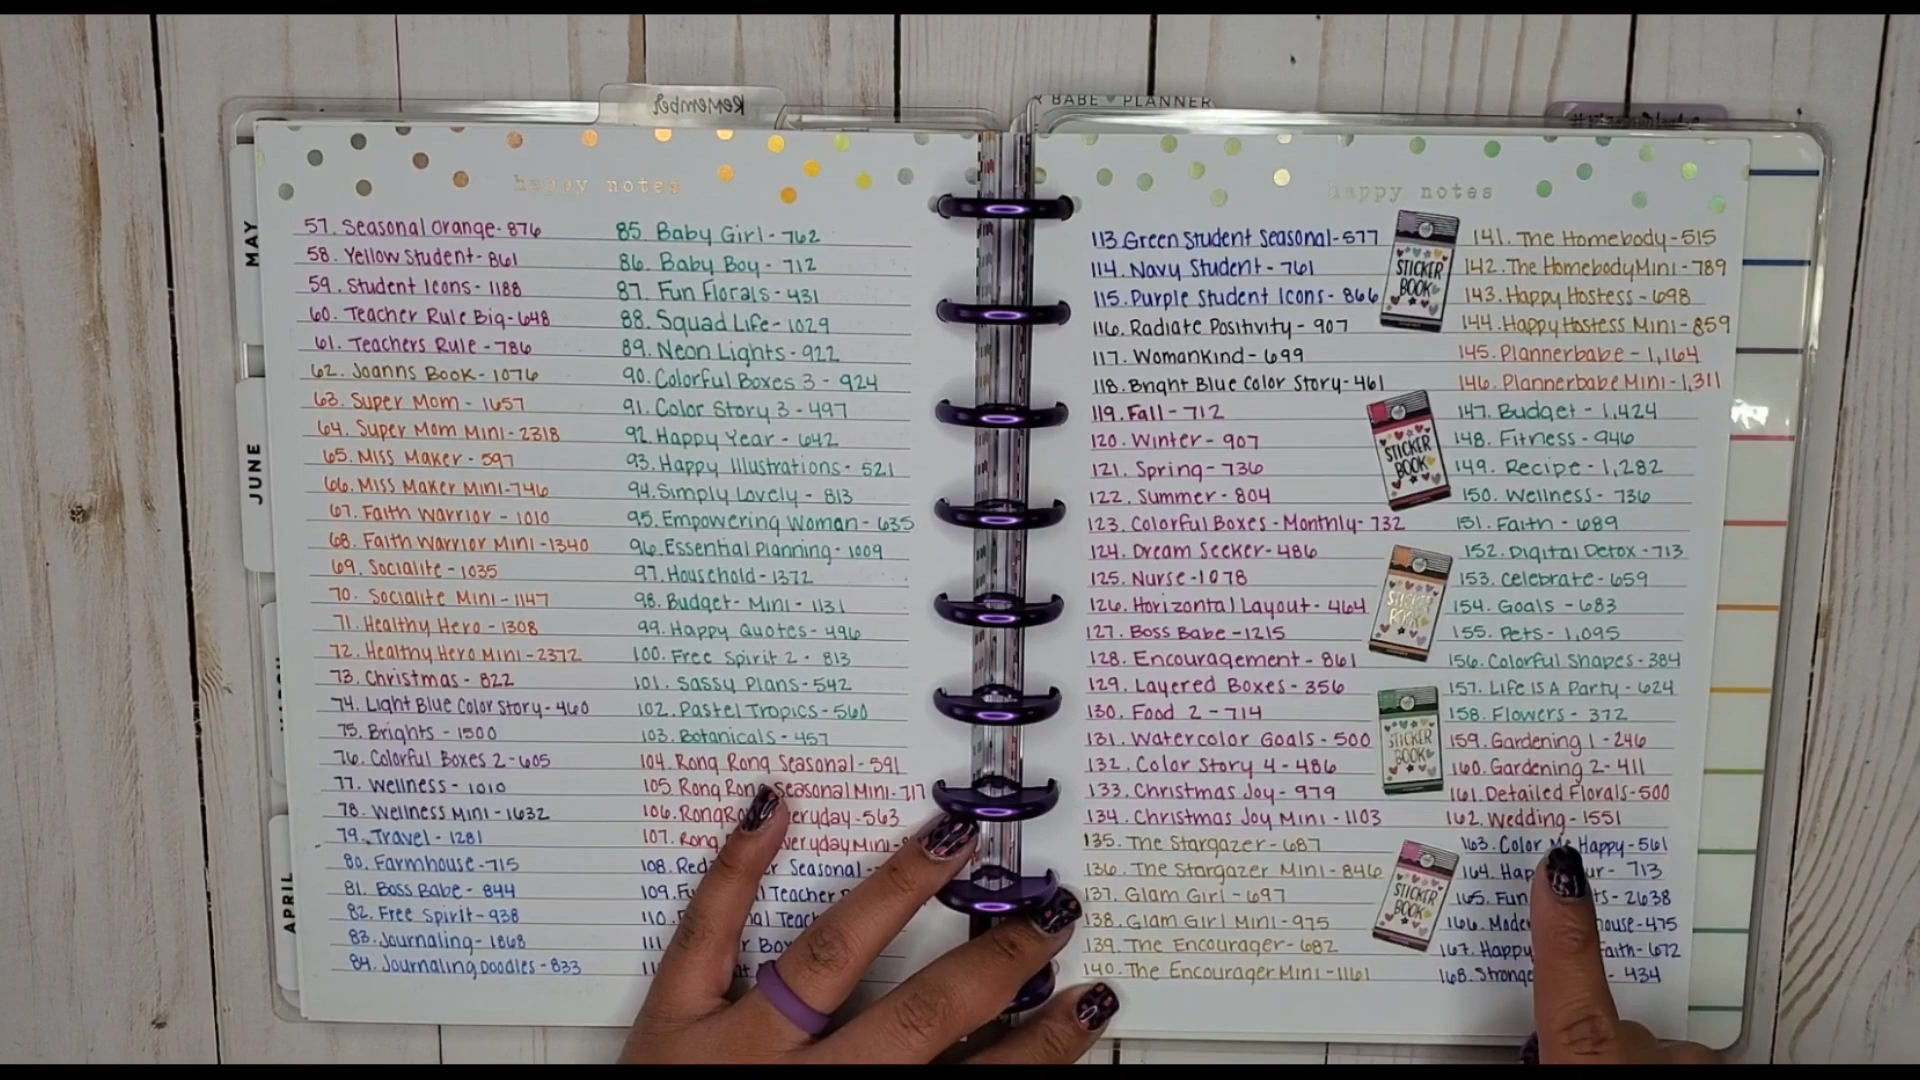 Remember
R BABE ♥ PLANNER
MAY
JUNE
APRIL
happy notes
57. Seasonal Orange- 876
58. Yellow Student- 861
59. Student Icons - 1188
60. Teacher Rule Big-648
61. Teachers Rule - 786
62. Joanns Book - 1076
63. Super Mom - 1657
64. Super Mom Mini-2318
65. Miss Maker - 597
66. Miss Maker Mini-746
67. Faith Warrior - 1010
68. Faith Warrior Mini -1340
69. Socialite - 1035
70. Socialite Mini - 1147
71. Healthy Hero - 1308
72. Healthy Hero Mini -2372
73. Christmas - 822
74. Light Blue Color Story-460
75. Brights - 1500
76. Colorful Boxes 2-605
77. Wellness - 1010
78. Wellness Mini-1632
79. Travel - 1281
80. Farmhouse -715
81. Boss Babe - 844
82. Free Spirit- 938
83. Journaling - 1868
84. Journaling Doodles -833
85. Baby Girl - 762
86. Baby Boy - 712
87. Fun Florals - 431
88. Squad Life - 1029
89. Neon Lights - 922
90. Colorful Boxes 3 - 924
91. Color Story 3 - 497
92. Happy Year - 642
93. Happy Illustrations - 521
94. Simply Lovely - 813
95. Empowering Woman - 635
96. Essential Planning - 1009
97. Household - 1372
98. Budget- Mini - 1131
99. Happy Quotes - 496
100. Free Spirit 2 - 813
101. Sassy Plans - 542
102. Pastel Tropics - 560
103. Botanicals - 457
104. Rong Rong Seasonal - 591
105. Rong Rong Seasonal Mini - 717
106. Rong -563
107. Rong Mini-
108. Seasonal -
109. Teacher
110.
111.
happy notes
113. Green Student Seasonal-577
114. Navy Student - 761
115. Purple Student Icons - 866
116. Radiate Positivity - 907
117. WomanKind - 699
118. Bright Blue Color Story-461
119. Fall - 712
120. Winter - 907
121. Spring - 736
122. Summer - 804
123. Colorful Boxes - Monthly- 732
124. Dream Seeker- 486
125. Nurse - 1078
126. Horizontal Layout - 464
127. Boss Babe -1215
128. Encouragement - 861
129. Layered Boxes - 356
130. Food 2 - 714
131. Watercolor Goals - 500
132. Color Story 4 - 486
133. Christmas Joy - 979
134. Christmas Joy Mini - 1103
135. The Stargazer - 687
136. The Stargazer Mini - 846
137. Glam Girl - 697
138. Glam Girl Mini - 975
139. The Encourager - 682
140. The Encourager Mini -1161
STICKER
BOOK
STICKER
BOOK
STICKER
BOOK
STICKER
BOOK
STICKER
BOOK
141. The Homebody - 515
142. The Homebody Mini - 789
143. Happy Hostess - 698
144. Happy Hostess Mini - 859
145. Plannerbabe - 1,164
146. Plannerbabe Mini - 1,311
147. Budget - 1,424
148. Fitness - 946
149. Recipe - 1,282
150. Wellness - 736
151. Faith - 689
152. Digital Detox - 713
153. Celebrate - 659
154. Goals - 683
155. Pets - 1,095
156. Colorful Shapes - 384
157. Life is A Party - 624
158. Flowers - 372
159. Gardening 1 - 246
160. Gardening 2- 411
161. Detailed Florals-500
162. Wedding - 1551
163. Color Me Happy - 561
164. - 713
165. Fun - 2638
166. -475
167. Happy Faith - 672
168. - 434